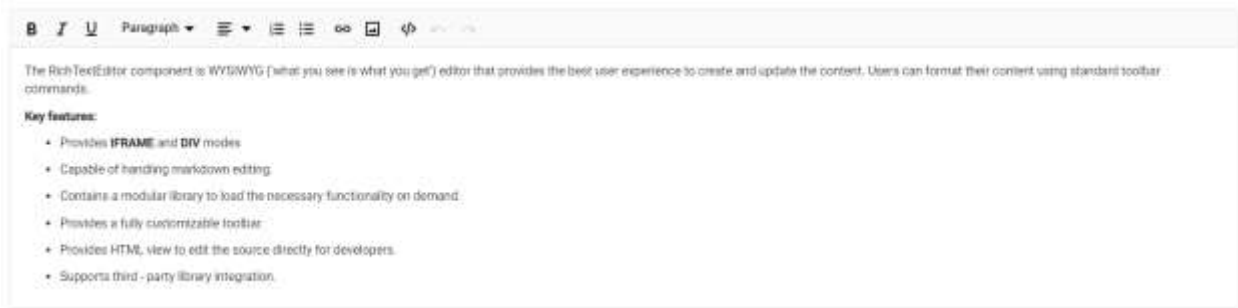 B I U Paragraph
The RichTextEditor component is WYSIWYG ('what you see is what you get') editor that provides the best user experience to create and update the content. Users can format their content using standard toolbar
commands.
Key features:
• Provides IFRAME and DIV modes
• Capable of handling markdown editing.
• Contains a modular library to load the necessary functionality on demand.
• Provides a fully customizable toolbar.
• Provides HTML view to edit the source directly for developers.
• Supports third - party library integration.